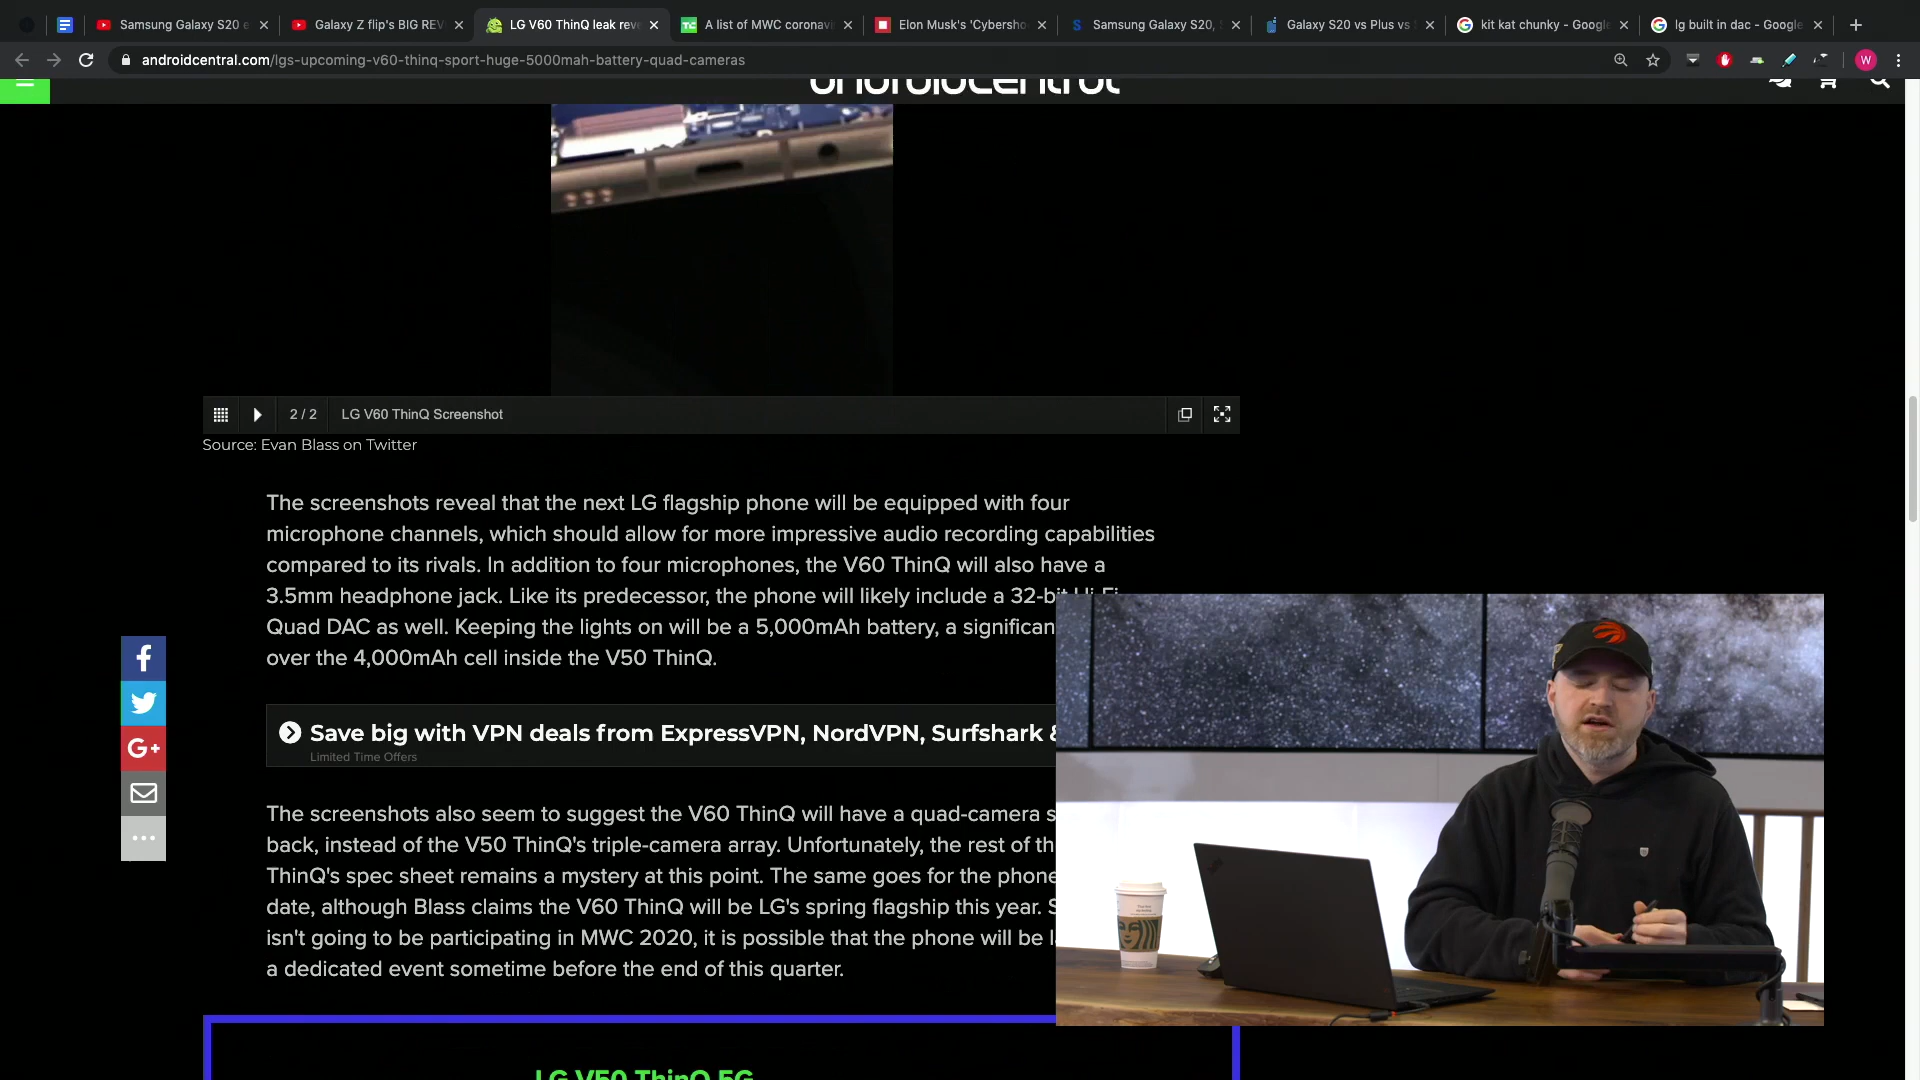 Samsung Galaxy S20 e
Galaxy Z flip's BIG REV
LG V60 ThinQ leak reve
A list of MWC coronavi
Elon Musk's 'Cybersho
Samsung Galaxy S20, S
Galaxy S20 vs Plus vs
kit kat chunky - Google
lg built in dac - Google
androidcentral.com/lgs-upcoming-v60-thinq-sport-huge-5000mah-battery-quad-cameras
W
androidcentral
2 / 2
LG V60 ThinQ Screenshot
Source: Evan Blass on Twitter
The screenshots reveal that the next LG flagship phone will be equipped with four
microphone channels, which should allow for more impressive audio recording capabilities
compared to its rivals. In addition to four microphones, the V60 ThinQ will also have a
3.5mm headphone jack. Like its predecessor, the phone will likely include a 32-bit Hi-Fi
Quad DAC as well. Keeping the lights on will be a 5,000mAh battery, a significan
over the 4,000mAh cell inside the V50 ThinQ.
Save big with VPN deals from ExpressVPN, NordVPN, Surfshark &
Limited Time Offers
The screenshots also seem to suggest the V60 ThinQ will have a quad-camera s
back, instead of the V50 ThinQ's triple-camera array. Unfortunately, the rest of th
ThinQ's spec sheet remains a mystery at this point. The same goes for the phone
date, although Blass claims the V60 ThinQ will be LG's spring flagship this year. S
isn't going to be participating in MWC 2020, it is possible that the phone will be l
a dedicated event sometime before the end of this quarter.
LG V50 ThinQ 5G